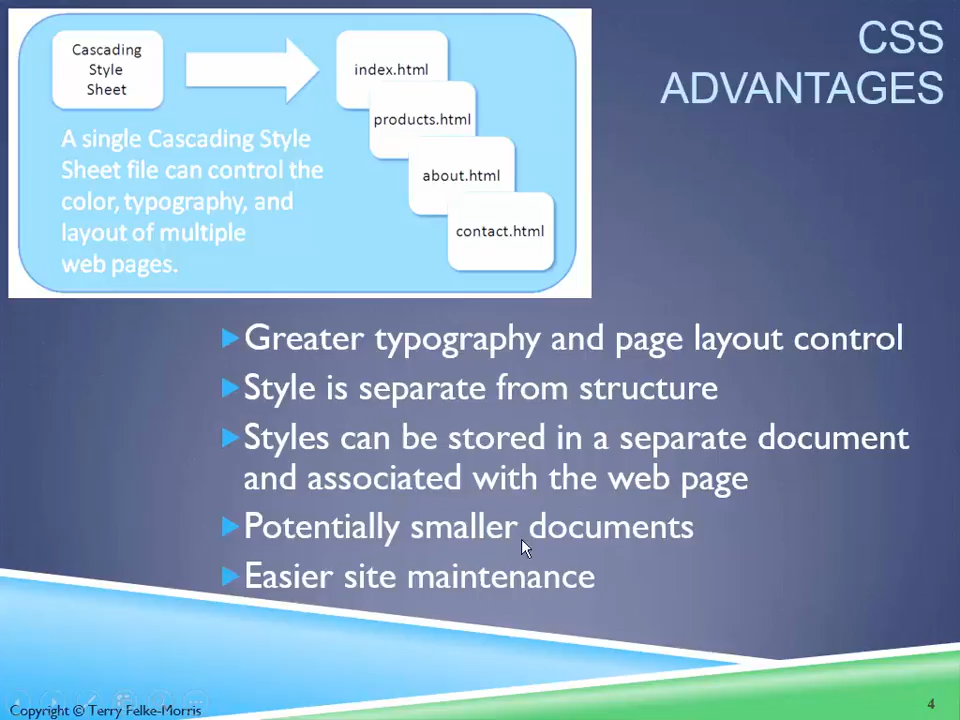 CSS
ADVANTAGES
Cascading
Style
Sheet
index.html
products.html
about.html
contact.html
A single Cascading Style
Sheet file can control the
color, typography, and
layout of multiple
web pages.
Greater typography and page layout control
Style is separate from structure
Styles can be stored in a separate document
and associated with the web page
Potentially smaller documents
Easier site maintenance
Copyright © Terry Felke-Morris
4